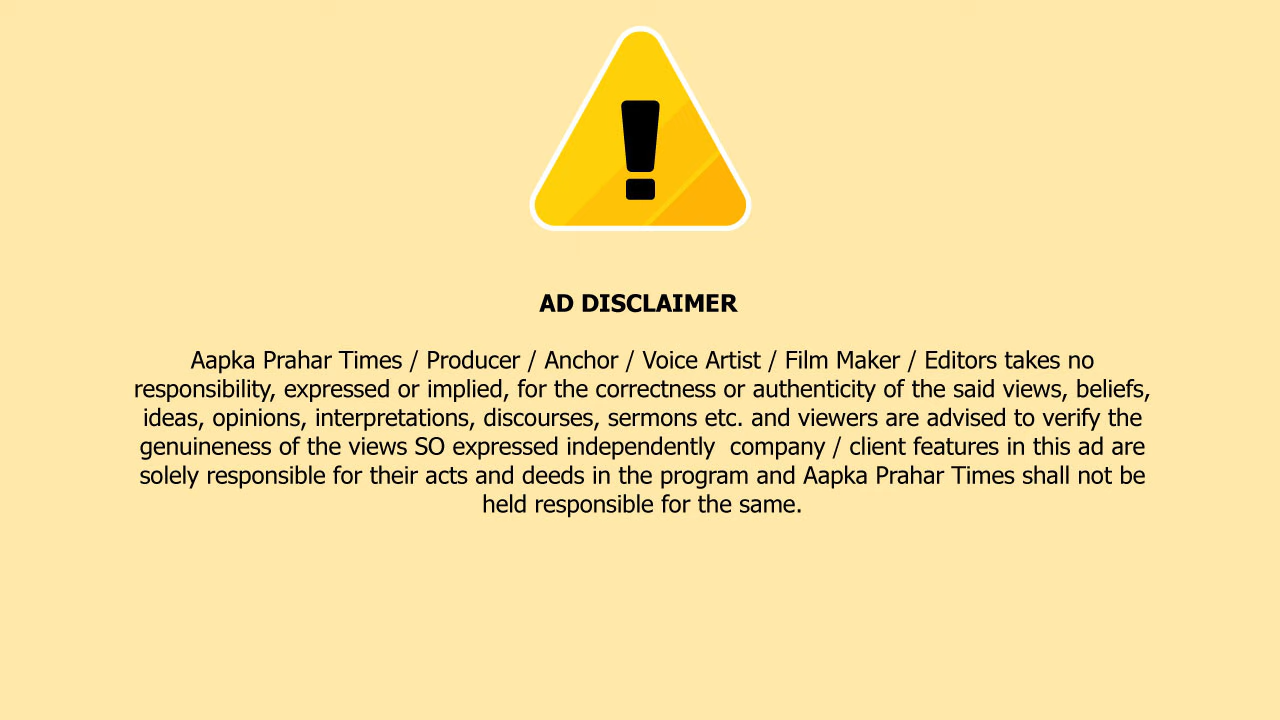 AD DISCLAIMER
Aapka Prahar Times / Producer / Anchor / Voice Artist / Film Maker / Editors takes no
responsibility, expressed or implied, for the correctness or authenticity of the said views, beliefs,
ideas, opinions, interpretations, discourses, sermons etc. and viewers are advised to verify the
genuineness of the views SO expressed independently  company / client features in this ad are
solely responsible for their acts and deeds in the program and Aapka Prahar Times shall not be
held responsible for the same.